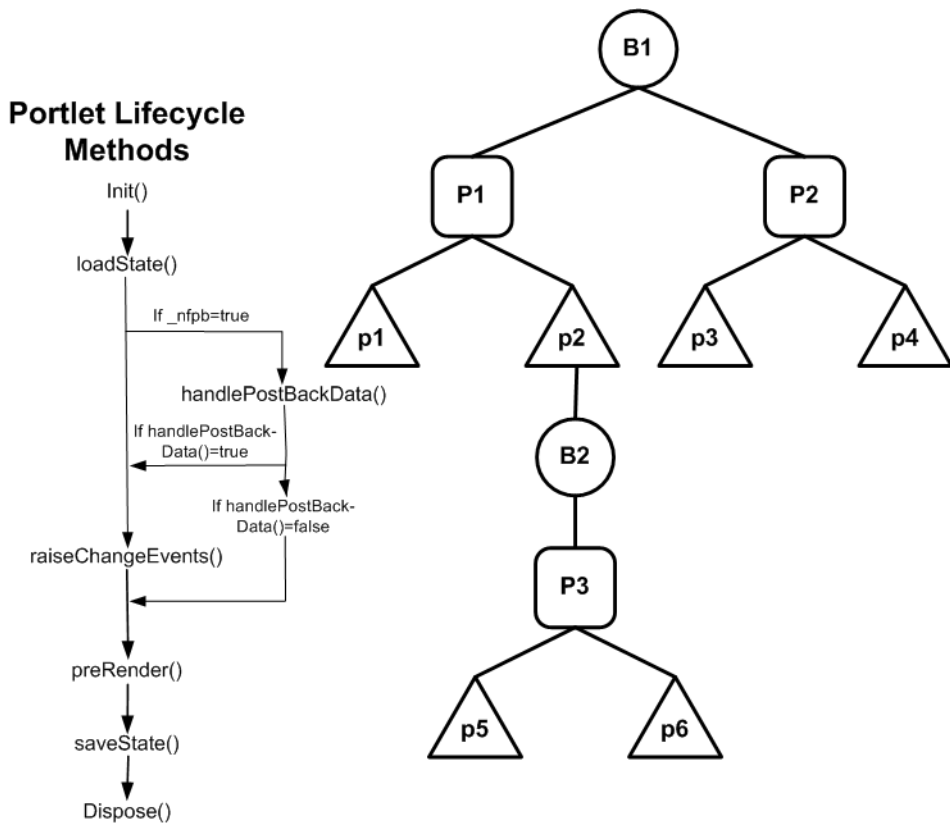 Portlet Lifecycle
Methods
Init()
loadState()
If _nfpb=true
handlePostBackData()
If handlePostBack-
Data()=true
If handlePostBack-
Data()=false
raiseChangeEvents()
preRender()
saveState()
Dispose()
B1
P1
P2
p1
p2
p3
p4
B2
P3
p5
p6